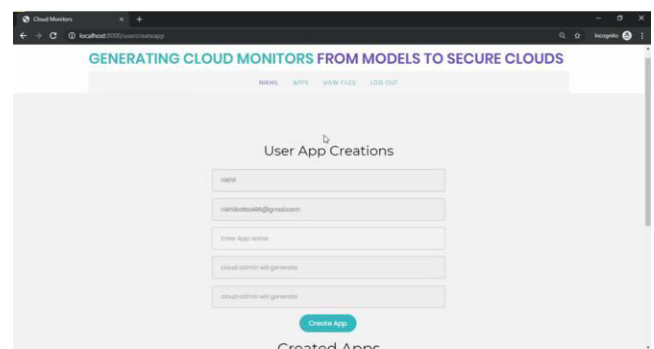 Cloud Monitors
localhost:8000/usercreateapp
Incognito
GENERATING CLOUD MONITORS FROM MODELS TO SECURE CLOUDS
NIKHIL APPS VIEW FILES LOG OUT
User App Creations
nikhil
Enter App name
cloud admin will generate
cloud admin will generate
Create App
Created Apps